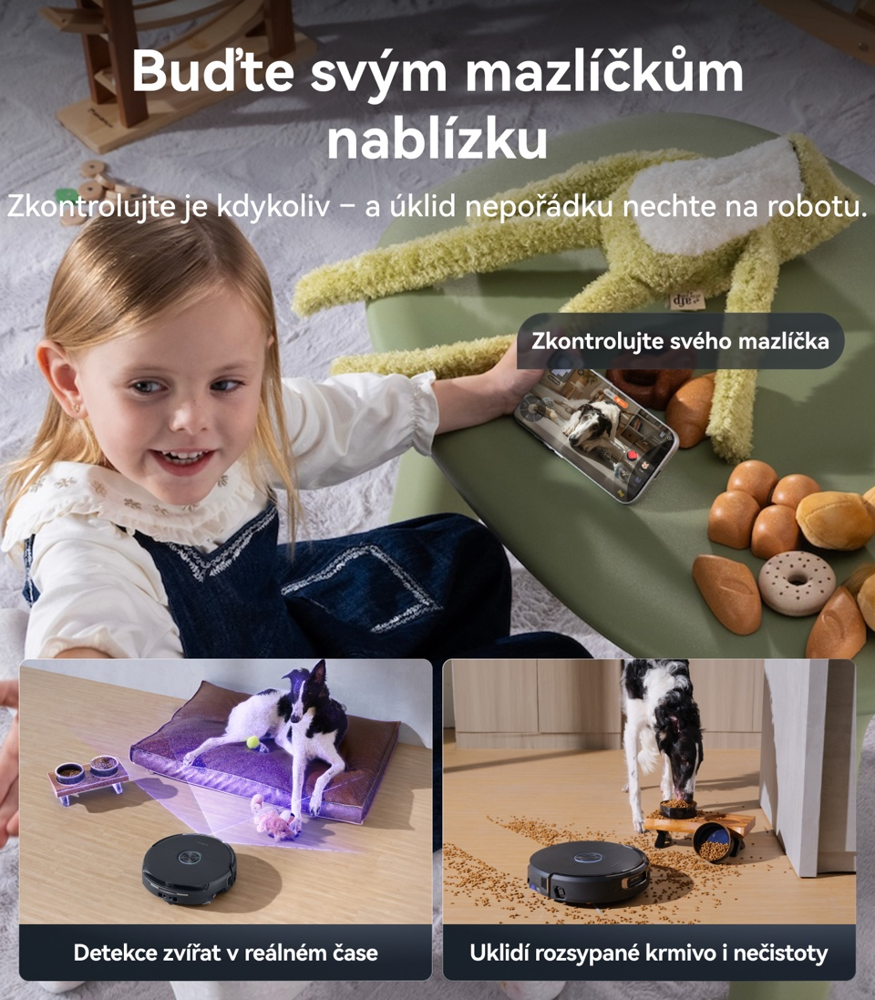 Buďte svým mazlíčkům
nablízku
Zkontrolujte je kdykoliv – a úklid nepořádku nechte na robotu.
Zkontrolujte svého mazlíčka
Detekce zvířat v reálném čase
Uklidí rozsypané krmivo i nečistoty